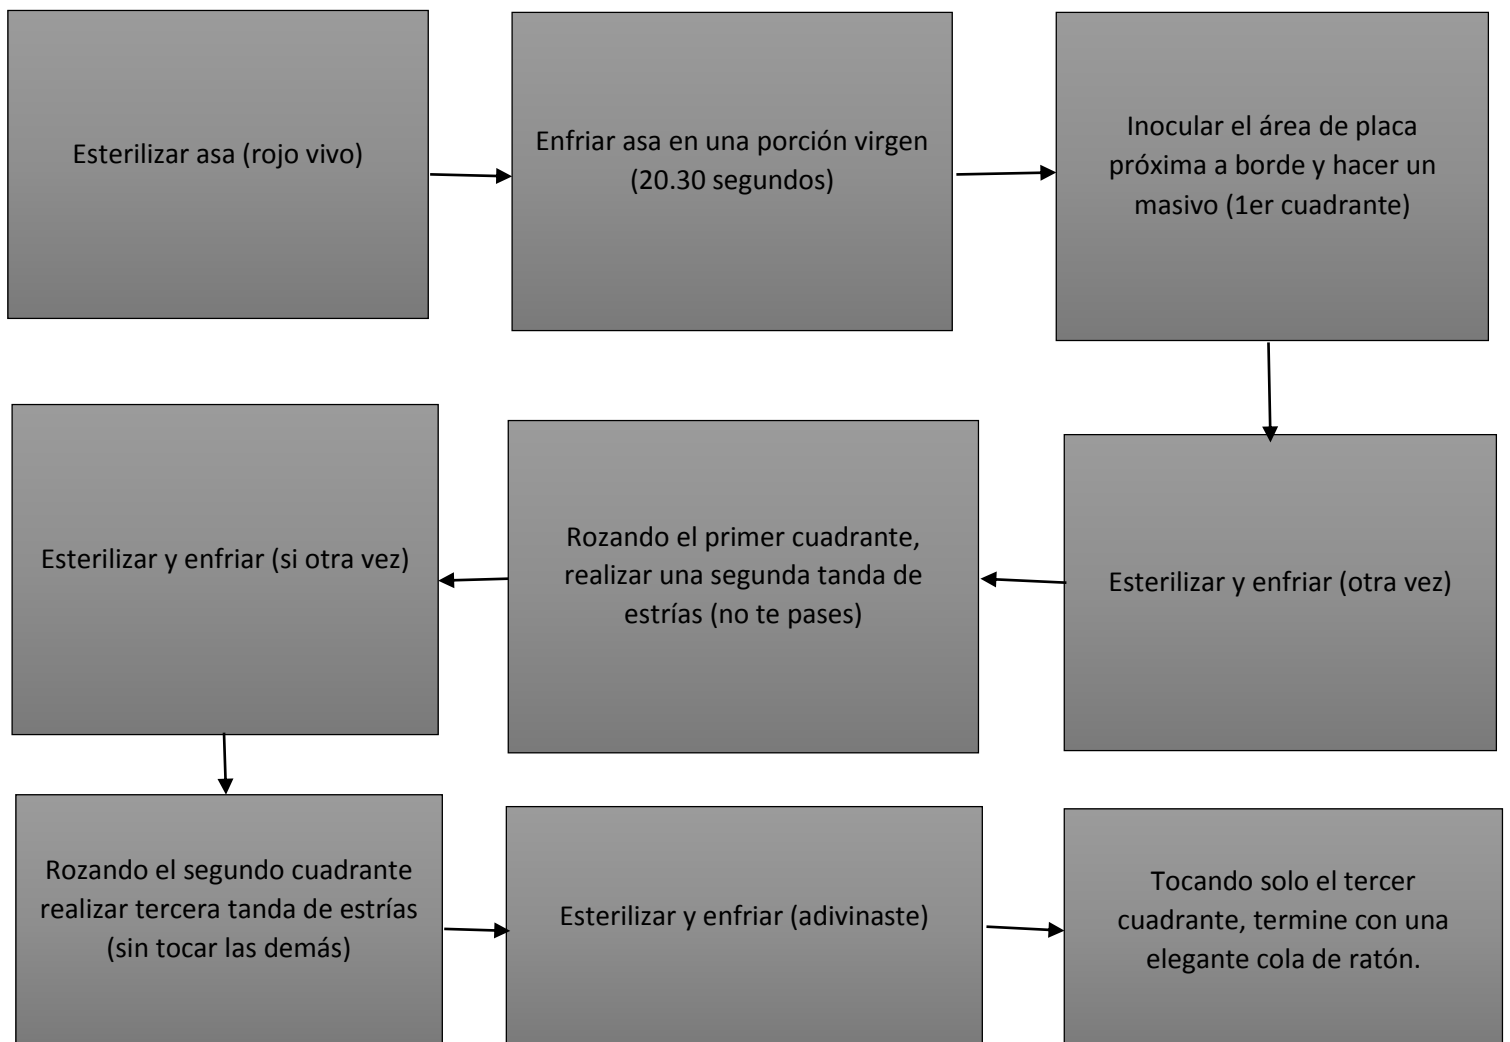 Esterilizar asa (rojo vivo)
Enfriar asa en una porción virgen
(20.30 segundos)
Inocular el área de placa
próxima a borde y hacer un
masivo (1er cuadrante)
Esterilizar y enfriar (otra vez)
Rozando el primer cuadrante,
realizar una segunda tanda de
estrías (no te pases)
Esterilizar y enfriar (si otra vez)
Rozando el segundo cuadrante
realizar tercera tanda de estrías
(sin tocar las demás)
Esterilizar y enfriar (adivinaste)
Tocando solo el tercer
cuadrante, termine con una
elegante cola de ratón.